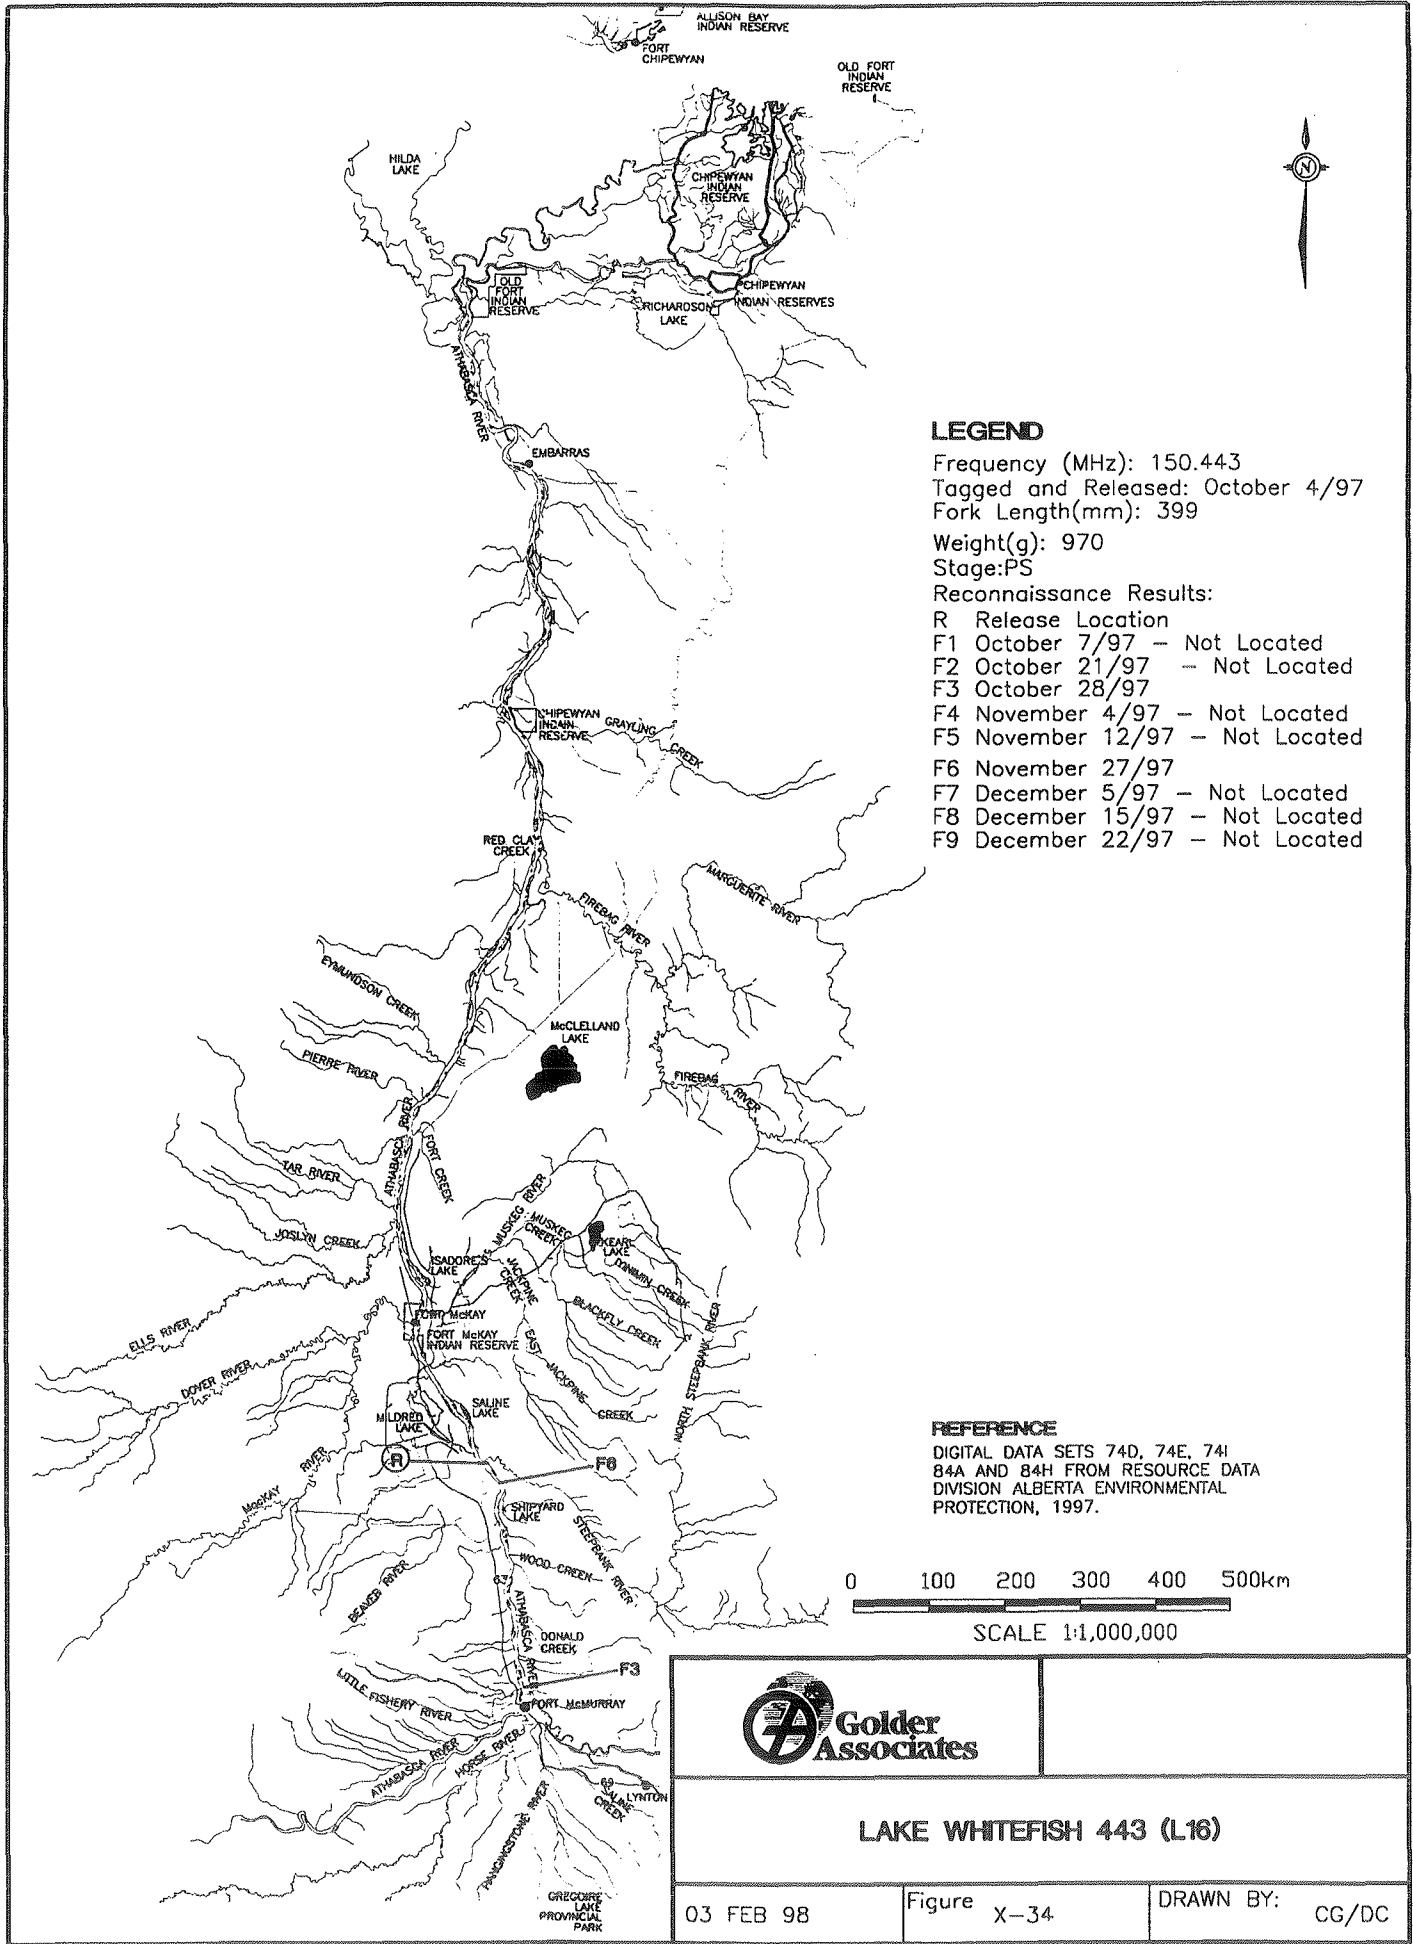 ALLISON BAY
INDIAN RESERVE
FORT
CHIPEWYAN
OLD FORT
INDIAN
RESERVE
HILDA
LAKE
N
CHIPEWYAN
INDIAN
RESERVE
OLD
FORT
INDIAN
RESERVE
RICHARDSON
LAKE
CHIPEWYAN
INDIAN RESERVES
ATHABASCA RIVER
EMBARRAS
LEGEND
Frequency (MHz): 150.443
Tagged and Released: October 4/97
Fork Length(mm): 399
Weight(g): 970
Stage:PS
Reconnaissance Results:
R Release Location
F1 October 7/97 – Not Located
F2 October 21/97 – Not Located
F3 October 28/97
F4 November 4/97 – Not Located
F5 November 12/97 – Not Located
F6 November 27/97
F7 December 5/97 – Not Located
F8 December 15/97 – Not Located
F9 December 22/97 – Not Located
CHIPEWYAN
INDAIN
RESERVE
GRAYLING
CREEK
RED CLA
CREEK
MARGUERITE RIVER
FIREBAG RIVER
EYMUNDSON CREEK
McCLELLAND
LAKE
PIERRE RIVER
FIREBAG RIVER
ATHABASCA RIVER
FORT CREEK
TAR RIVER
JOSLYN CREEK
MUSKEG RIVER
MUSKEG
CREEK
KEARL
LAKE
ISADORE'S
LAKE
JACKPINE
CREEK
BLACKFLY CREEK
FORT McKAY
FORT McKAY
INDIAN RESERVE
ELLS RIVER
DOVER RIVER
EAST JACKPINE CREEK
NORTH STEEPBANK RIVER
SALINE
LAKE
MILDRED
LAKE
R
F6
MacKAY RIVER
SHIPYARD
LAKE
STEEPBANK RIVER
WOOD CREEK
BEAVER RIVER
ATHABASCA RIVER
DONALD
CREEK
F3
LITTLE FISHERY RIVER
FORT McMURRAY
ATHABASCA RIVER
HORSE RIVER
LYNTON
SALINE
CREEK
HANGINGSTONE RIVER
GREGOIRE
LAKE
PROVINCIAL
PARK
REFERENCE
DIGITAL DATA SETS 74D, 74E, 74I
84A AND 84H FROM RESOURCE DATA
DIVISION ALBERTA ENVIRONMENTAL
PROTECTION, 1997.
0 100 200 300 400 500km
SCALE 1:1,000,000
Golder
Associates
LAKE WHITEFISH 443 (L16)
03 FEB 98
Figure X-34
DRAWN BY: CG/DC